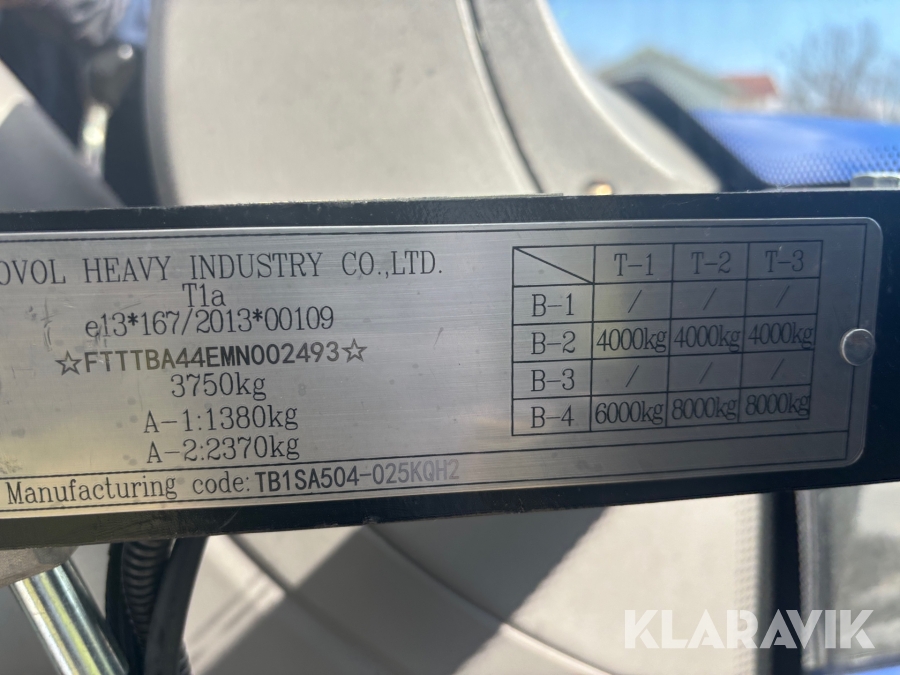 OVOL HEAVY INDUSTRY CO.,LTD.
T1a
e13*167/2013*00109
☆FTTTBA44EMN002493☆
3750kg
A-1:1380kg
A-2:2370kg
Manufacturing code: TB1SA504-025KQH2
T-1 T-2 T-3
B-1 / / /
B-2 4000kg 4000kg 4000kg
B-3 / / /
B-4 6000kg 8000kg 8000kg
KLARAVIK